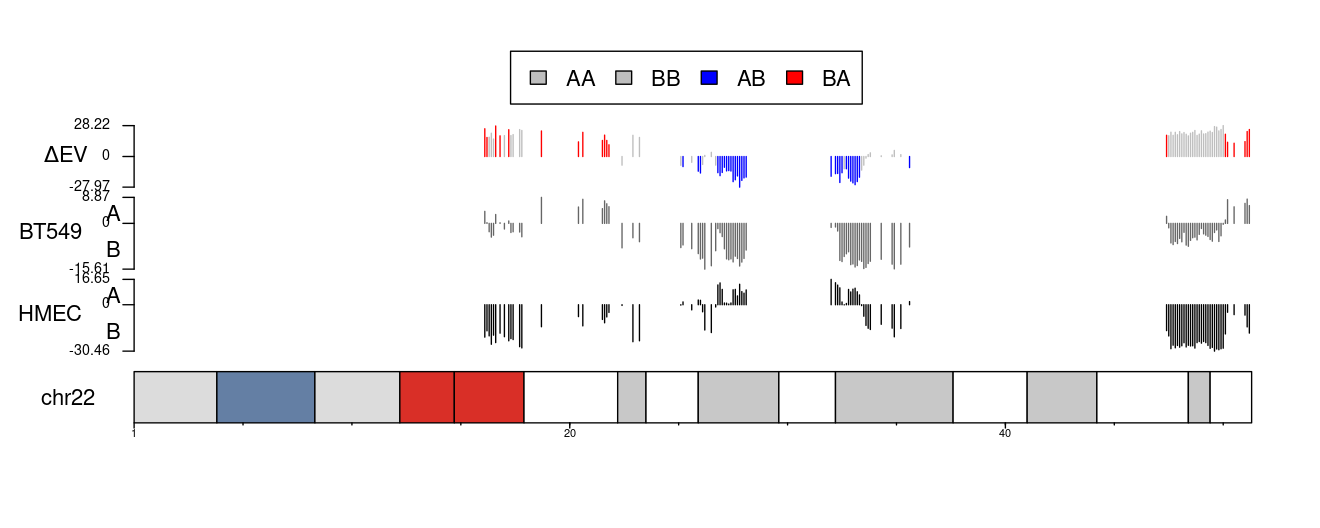 AA BB AB BA
28.22
ΔEV 0
-27.97
8.87
A
0
BT549
B
-15.61
16.65
A
0
HMEC
B
-30.46
chr22
1 20 40